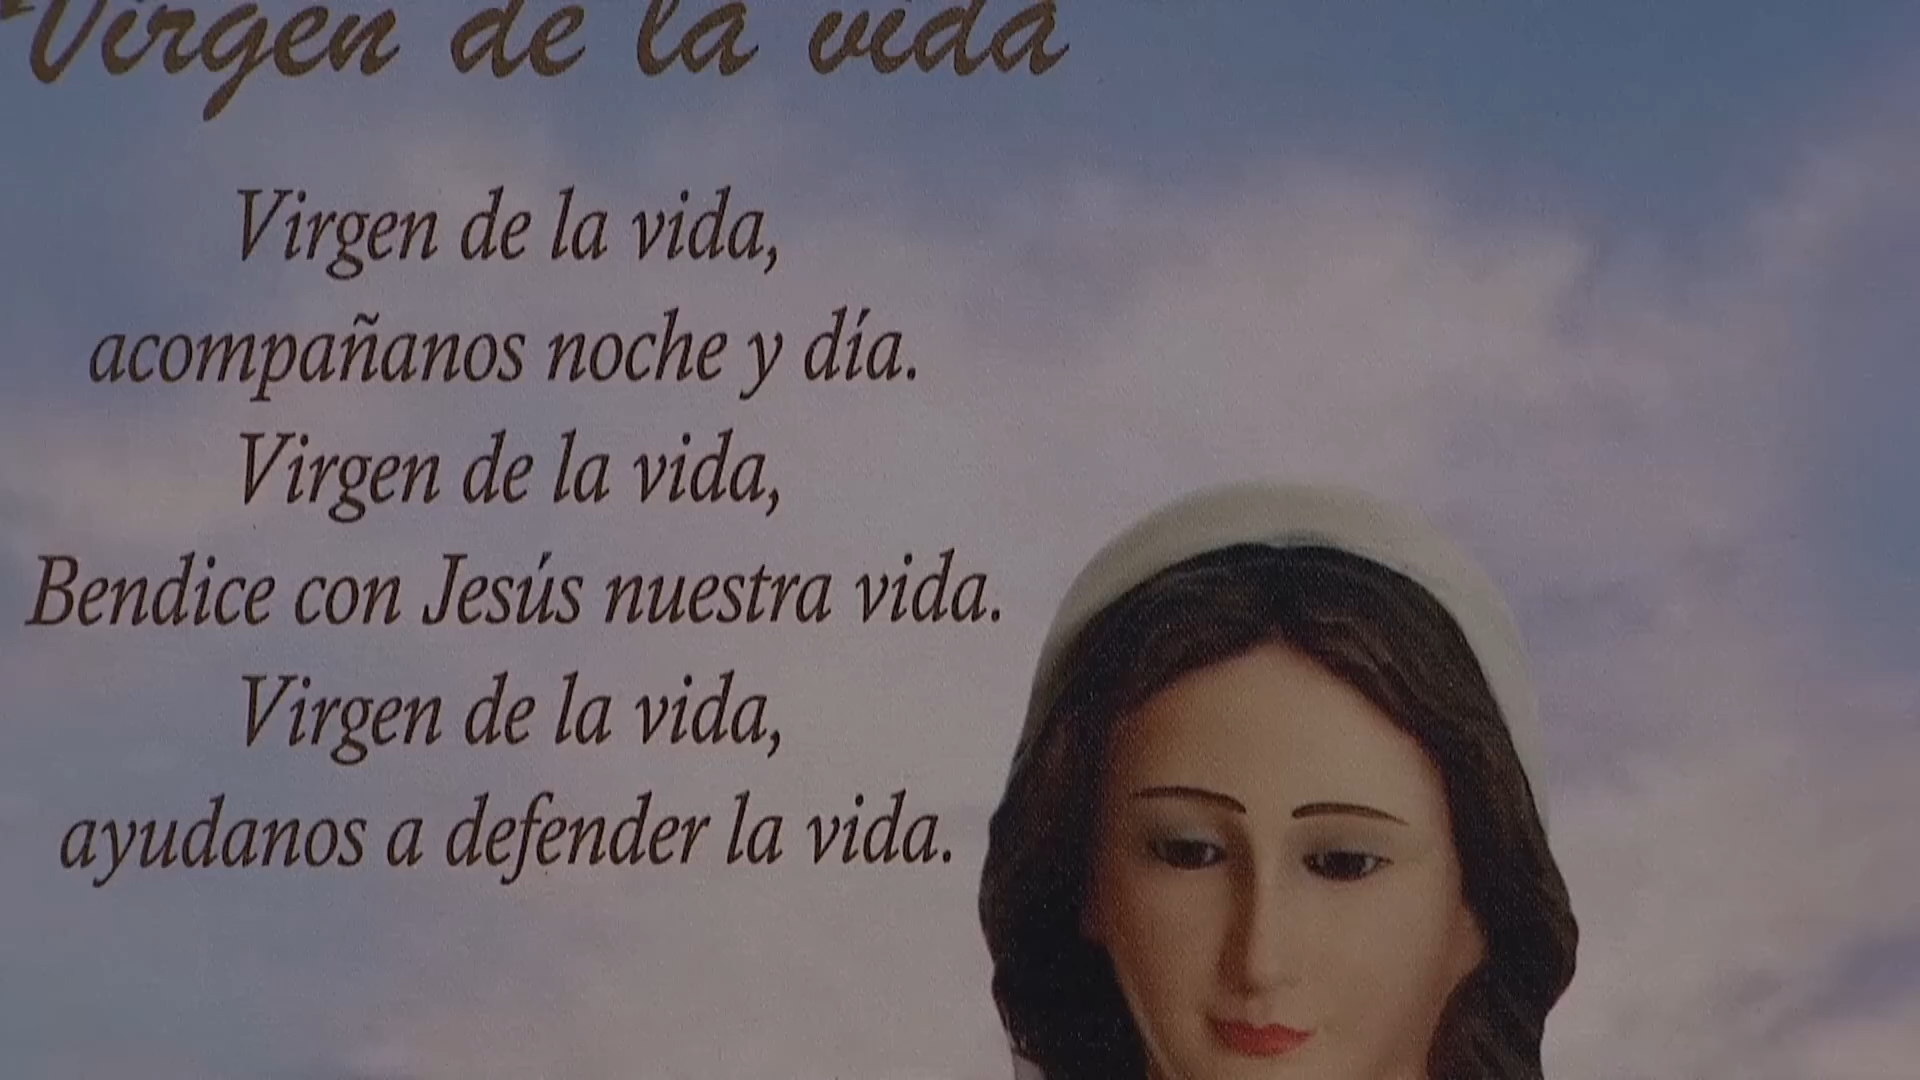 Virgen de la vida
Virgen de la vida,
acompañanos noche y día.
Virgen de la vida,
Bendice con Jesús nuestra vida.
Virgen de la vida,
ayudanos a defender la vida.